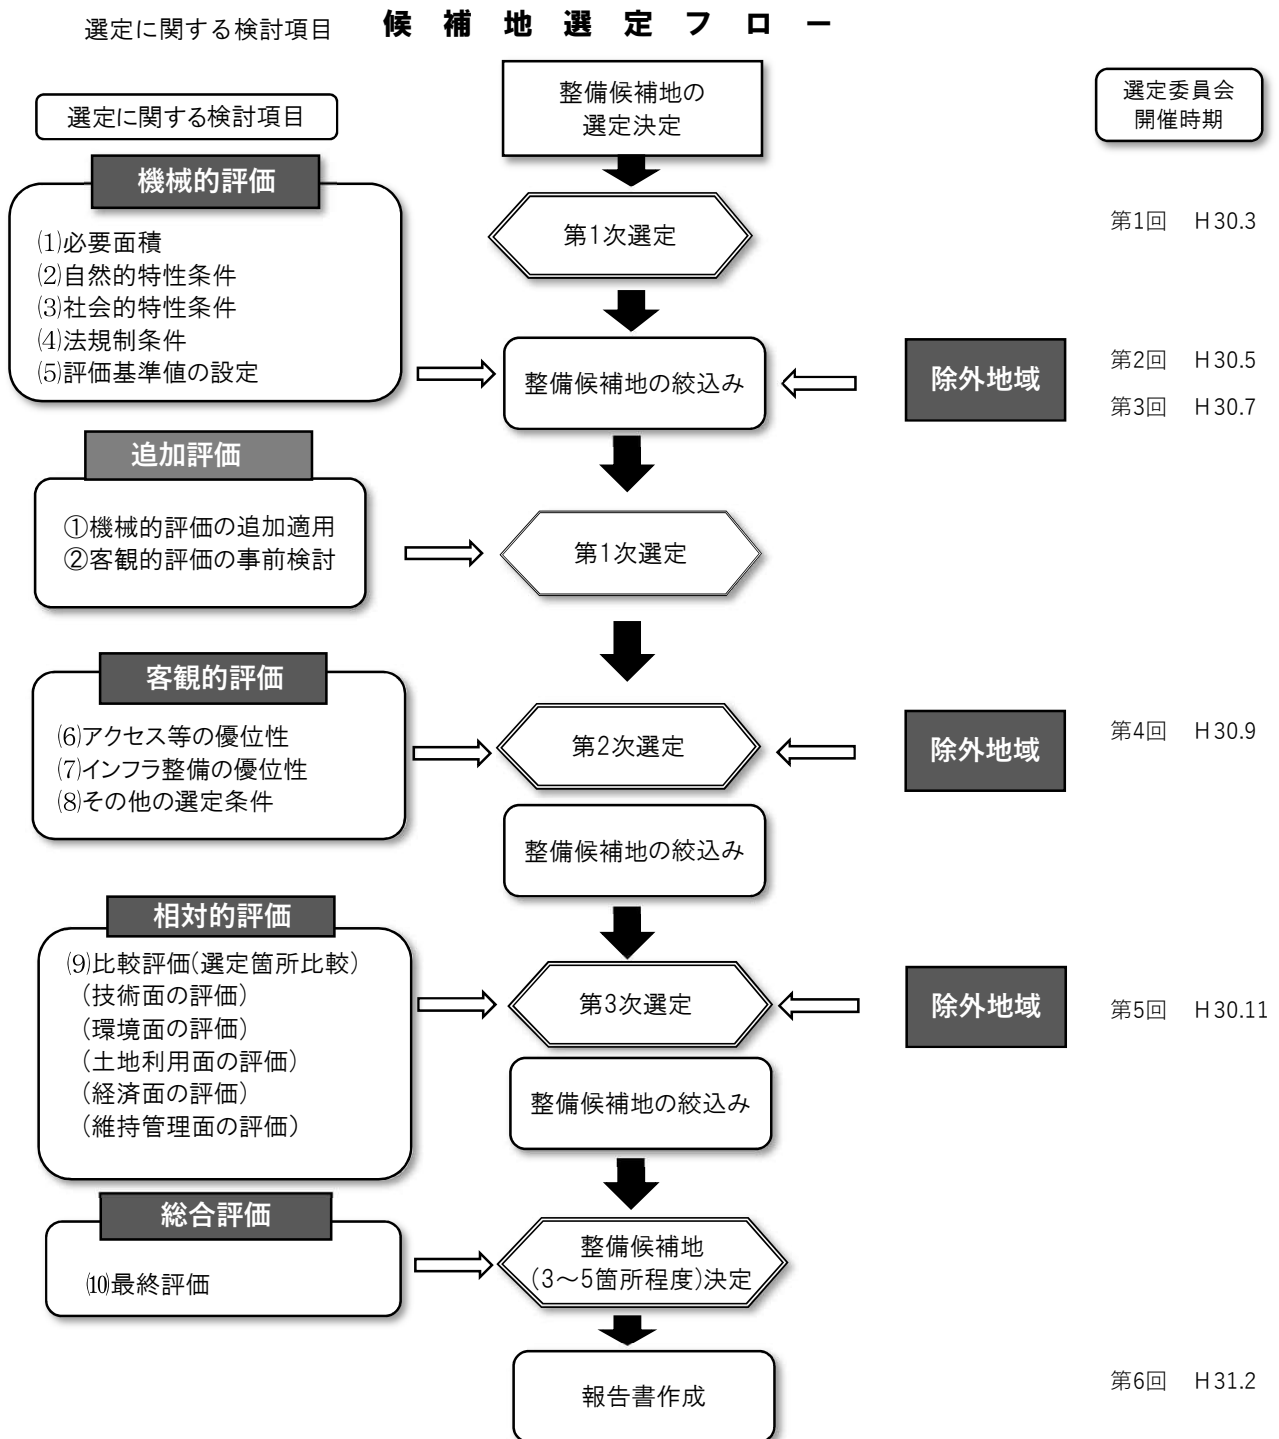 選定に関する検討項目
候補地選定フロー
整備候補地の
選定決定
選定委員会
開催時期
選定に関する検討項目
機械的評価
⑴必要面積
⑵自然的特性条件
⑶社会的特性条件
⑷法規制条件
⑸評価基準値の設定
第1次選定
第1回 H30.3
整備候補地の絞込み
除外地域
第2回 H30.5
第3回 H30.7
追加評価
①機械的評価の追加適用
②客観的評価の事前検討
第1次選定
客観的評価
⑹アクセス等の優位性
⑺インフラ整備の優位性
⑻その他の選定条件
第2次選定
除外地域
第4回 H30.9
整備候補地の絞込み
相対的評価
⑼比較評価(選定箇所比較)
(技術面の評価)
(環境面の評価)
(土地利用面の評価)
(経済面の評価)
(維持管理面の評価)
第3次選定
除外地域
第5回 H30.11
整備候補地の絞込み
総合評価
⑽最終評価
整備候補地
(3～5箇所程度)決定
報告書作成
第6回 H31.2